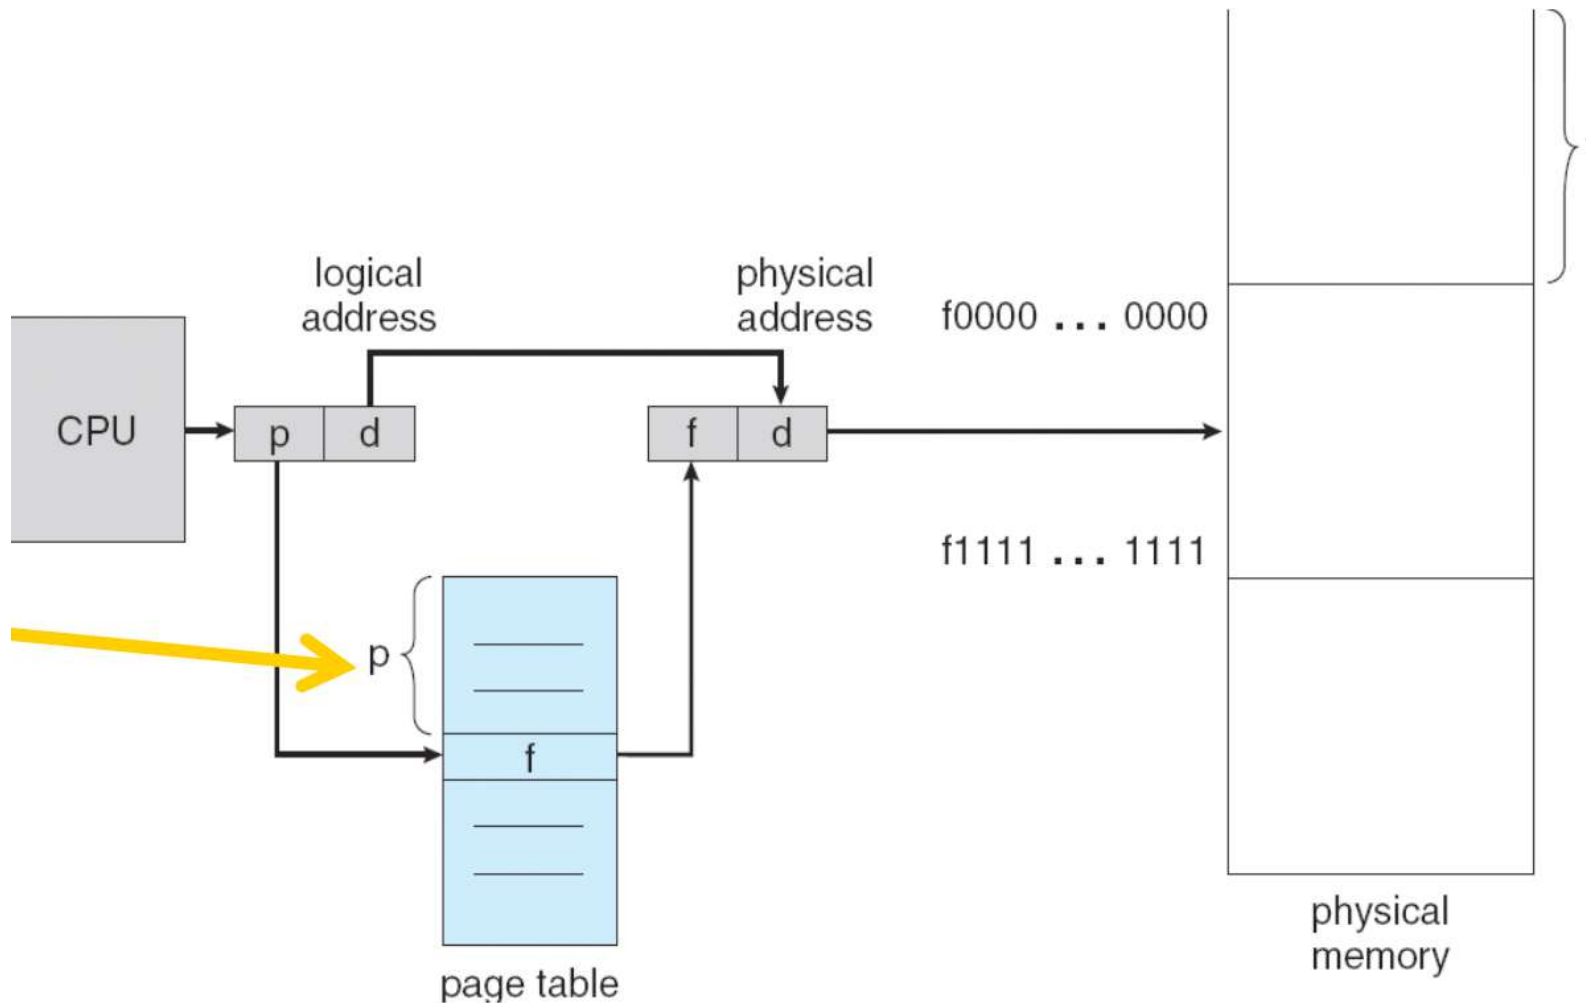 logical
address
physical
address
f0000 ... 0000
CPU
p
d
f
d
f1111 ... 1111
p
f
physical
memory
page table